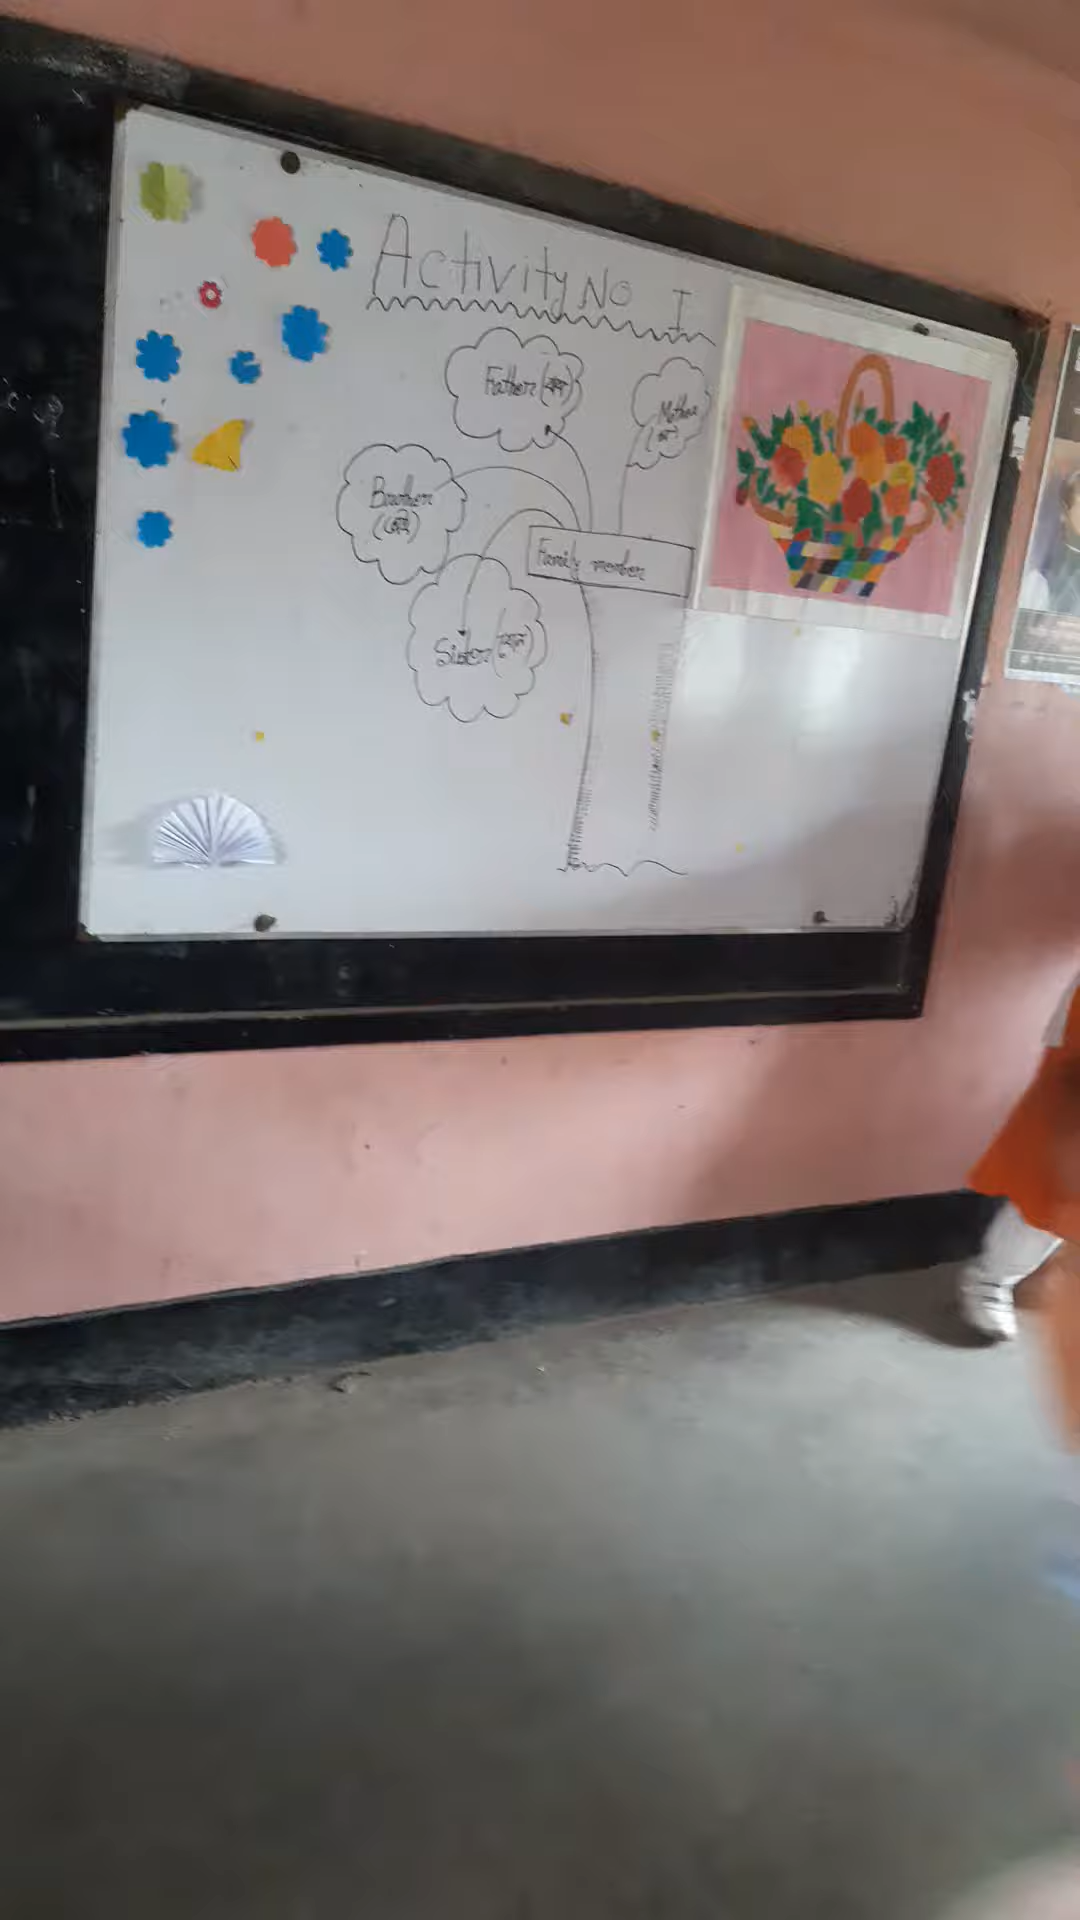 Activity No I
Father (বাবা)
Mother
(মা)
Brother
(ভাই)
Family member
Sister (বোন)